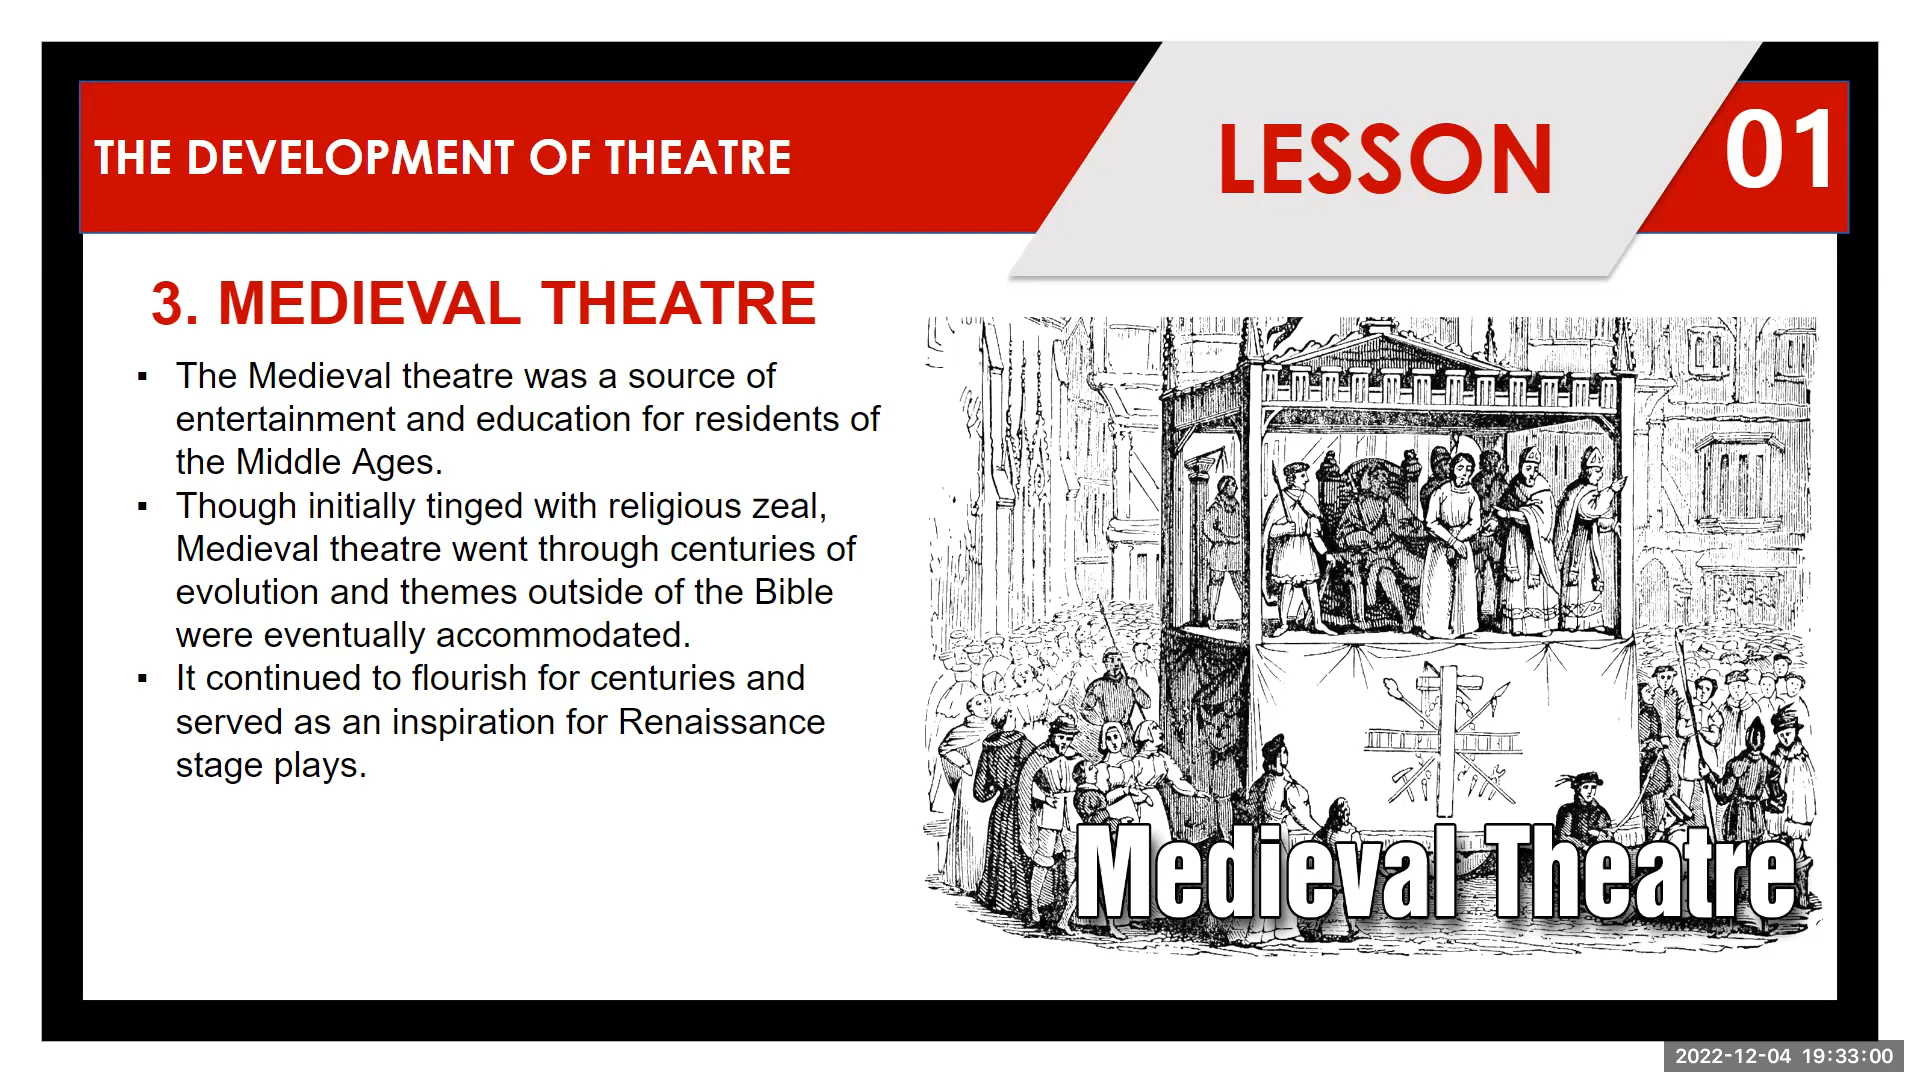 THE DEVELOPMENT OF THEATRE
LESSON
01
3. MEDIEVAL THEATRE
▪ The Medieval theatre was a source of
entertainment and education for residents of
the Middle Ages.
▪ Though initially tinged with religious zeal,
Medieval theatre went through centuries of
evolution and themes outside of the Bible
were eventually accommodated.
▪ It continued to flourish for centuries and
served as an inspiration for Renaissance
stage plays.
Medieval Theatre
2022-12-04 19:33:00